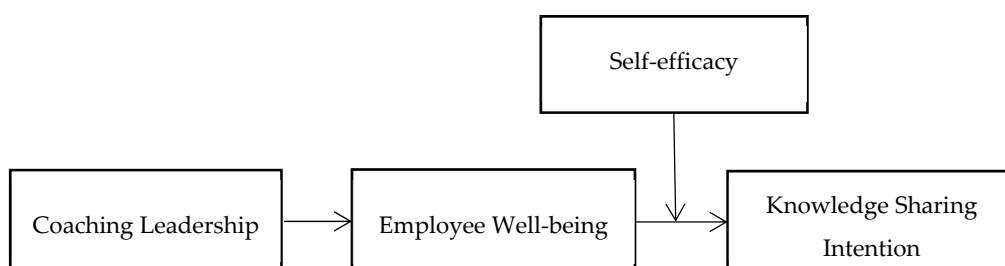 Self-efficacy
Coaching Leadership
Employee Well-being
Knowledge Sharing
Intention